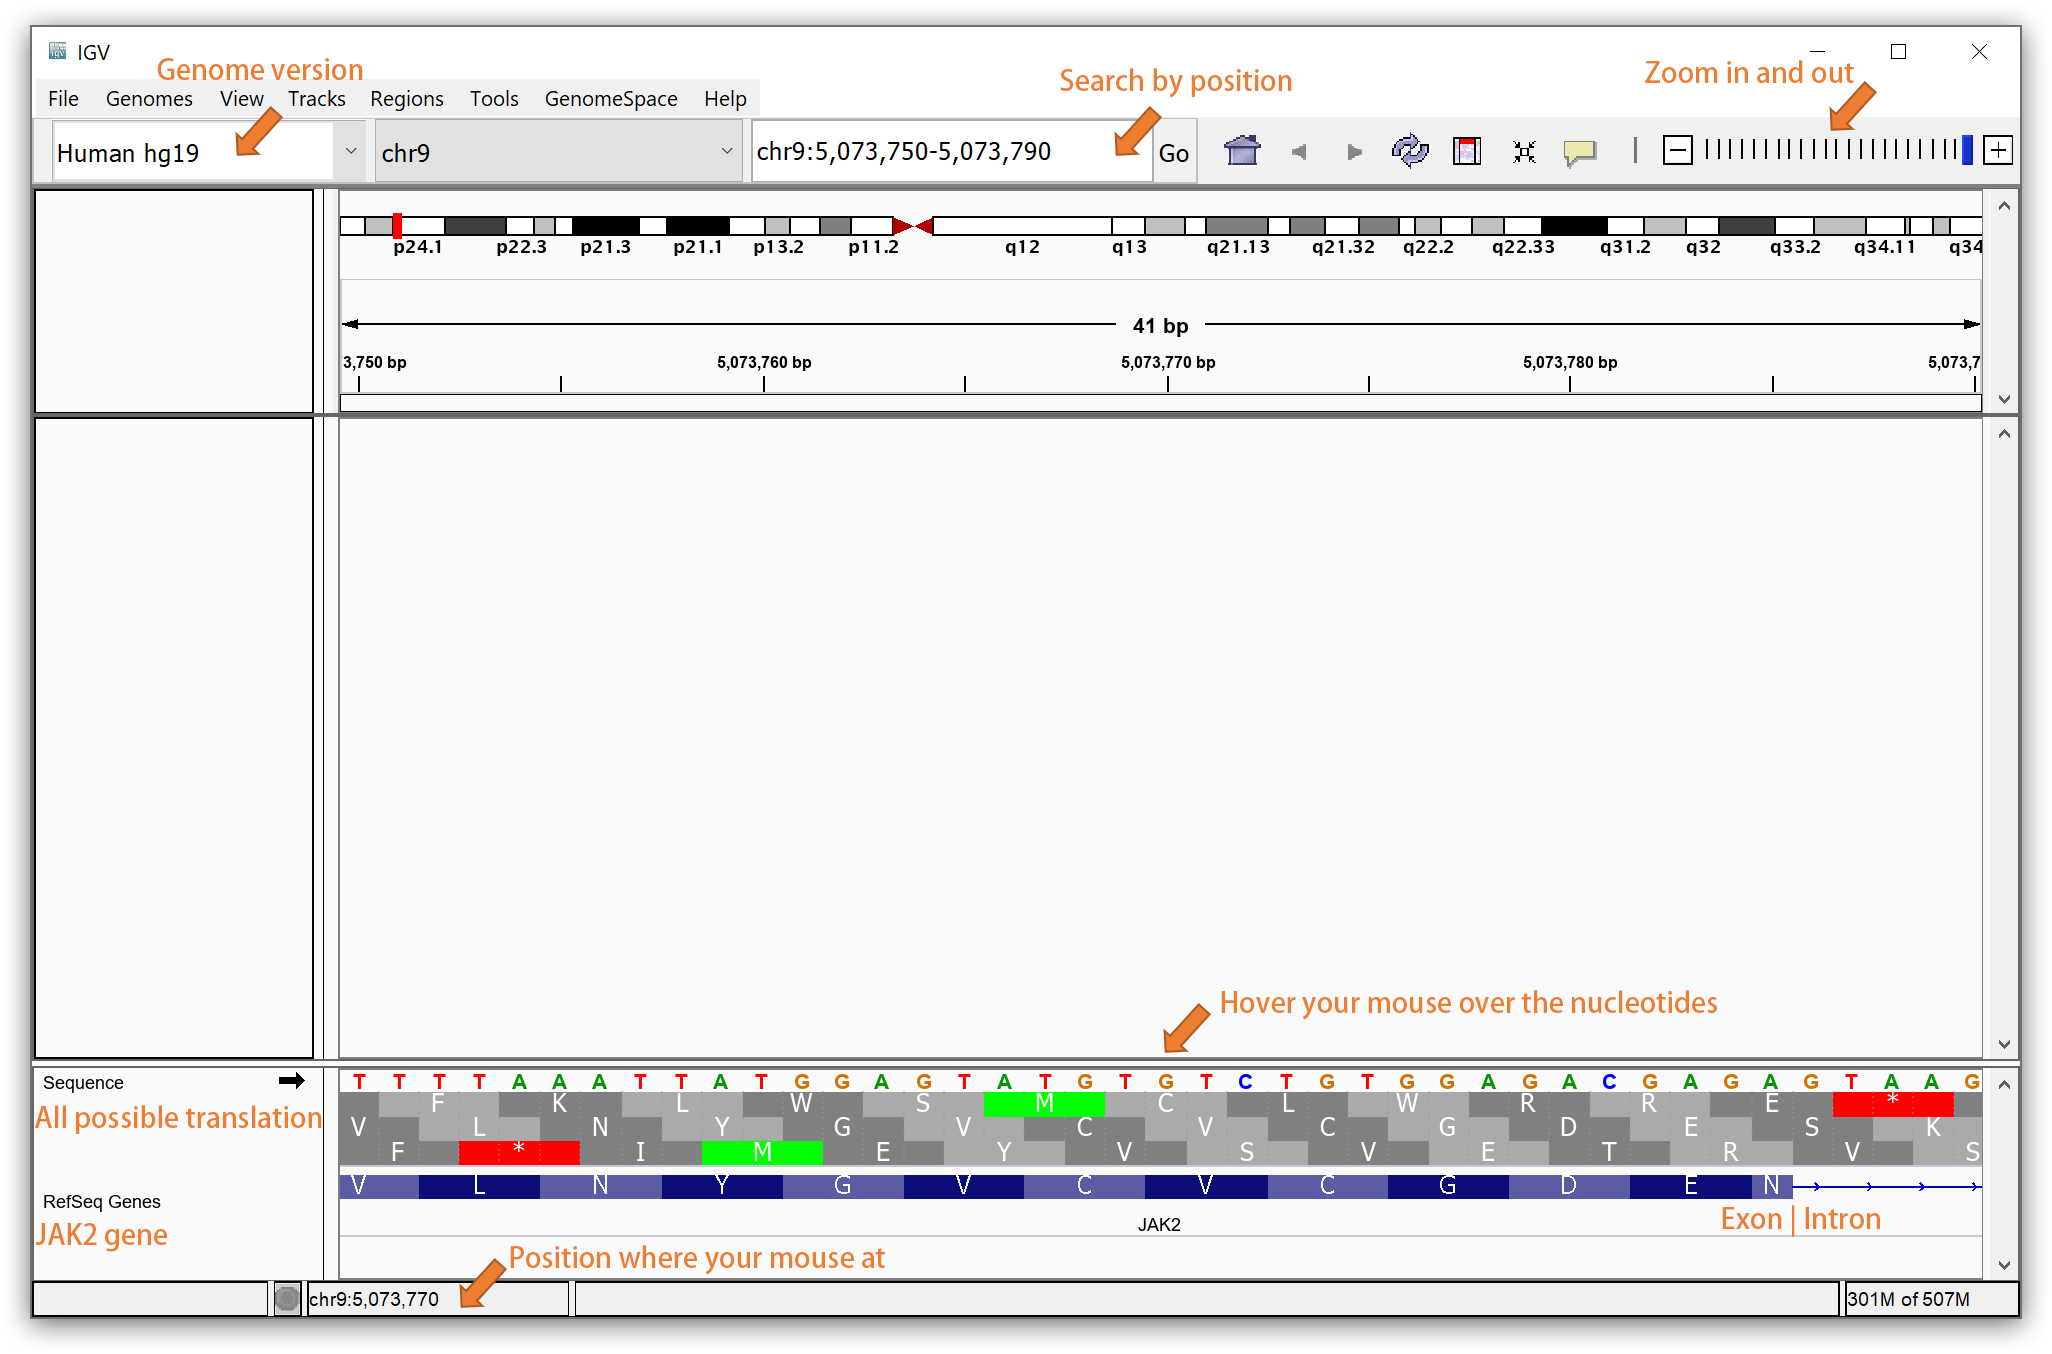 IGV
Genome version
Search by position
Zoom in and out
File Genomes View Tracks Regions Tools GenomeSpace Help
Human hg19 chr9 chr9:5,073,750-5,073,790 Go
p24.1 p22.3 p21.3 p21.1 p13.2 p11.2 q12 q13 q21.13 q21.32 q22.2 q22.33 q31.2 q32 q33.2 q34.11 q34
41 bp
3,750 bp 5,073,760 bp 5,073,770 bp 5,073,780 bp 5,073,7
Hover your mouse over the nucleotides
Sequence T T T T A A A T T A T G G A G T A T G T G T C T G T G G A G A C G A G A G T A A G
All possible translation
F K L W S M C L W R R E *
V L N Y G V C V C G D E S K
F * I M E Y V S V E T R V S
V L N Y G V C V C G D E N
RefSeq Genes
JAK2 gene
JAK2
Exon | Intron
Position where your mouse at
chr9:5,073,770 301M of 507M